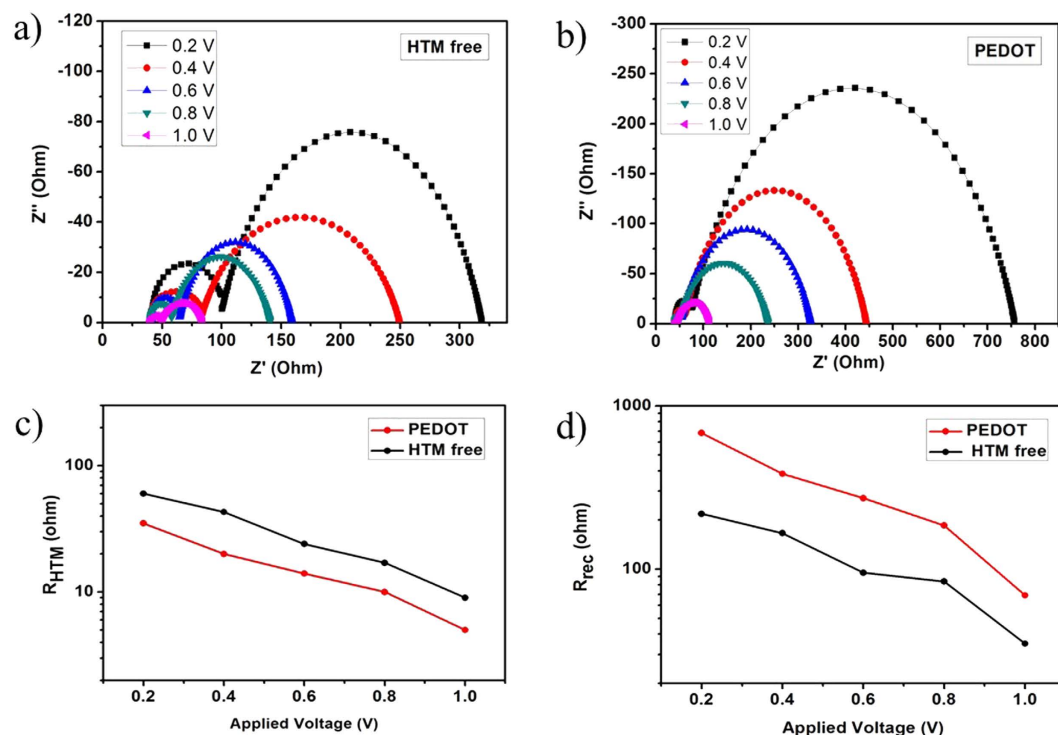 a)
HTM free
0.2 V
0.4 V
0.6 V
0.8 V
1.0 V
-120
-100
-80
-60
-40
-20
0
Z'' (Ohm)
50
100
150
200
250
300
Z' (Ohm)
b)
PEDOT
0.2 V
0.4 V
0.6 V
0.8 V
1.0 V
-300
-250
-200
-150
-100
-50
0
Z'' (Ohm)
0
100
200
300
400
500
600
700
800
Z' (Ohm)
c)
PEDOT
HTM free
100
10
R_HTM (ohm)
0.2
0.4
0.6
0.8
1.0
Applied Voltage (V)
d)
PEDOT
HTM free
1000
100
R_rec (ohm)
0.2
0.4
0.6
0.8
1.0
Applied Voltage (V)